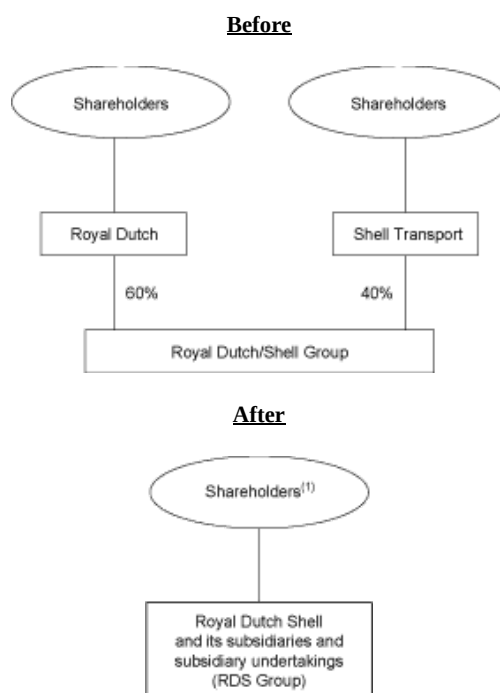 Before
Shareholders Shareholders
Royal Dutch Shell Transport
60% 40%
Royal Dutch/Shell Group
After
Shareholders(1)
Royal Dutch Shell
and its subsidiaries and
subsidiary undertakings
(RDS Group)